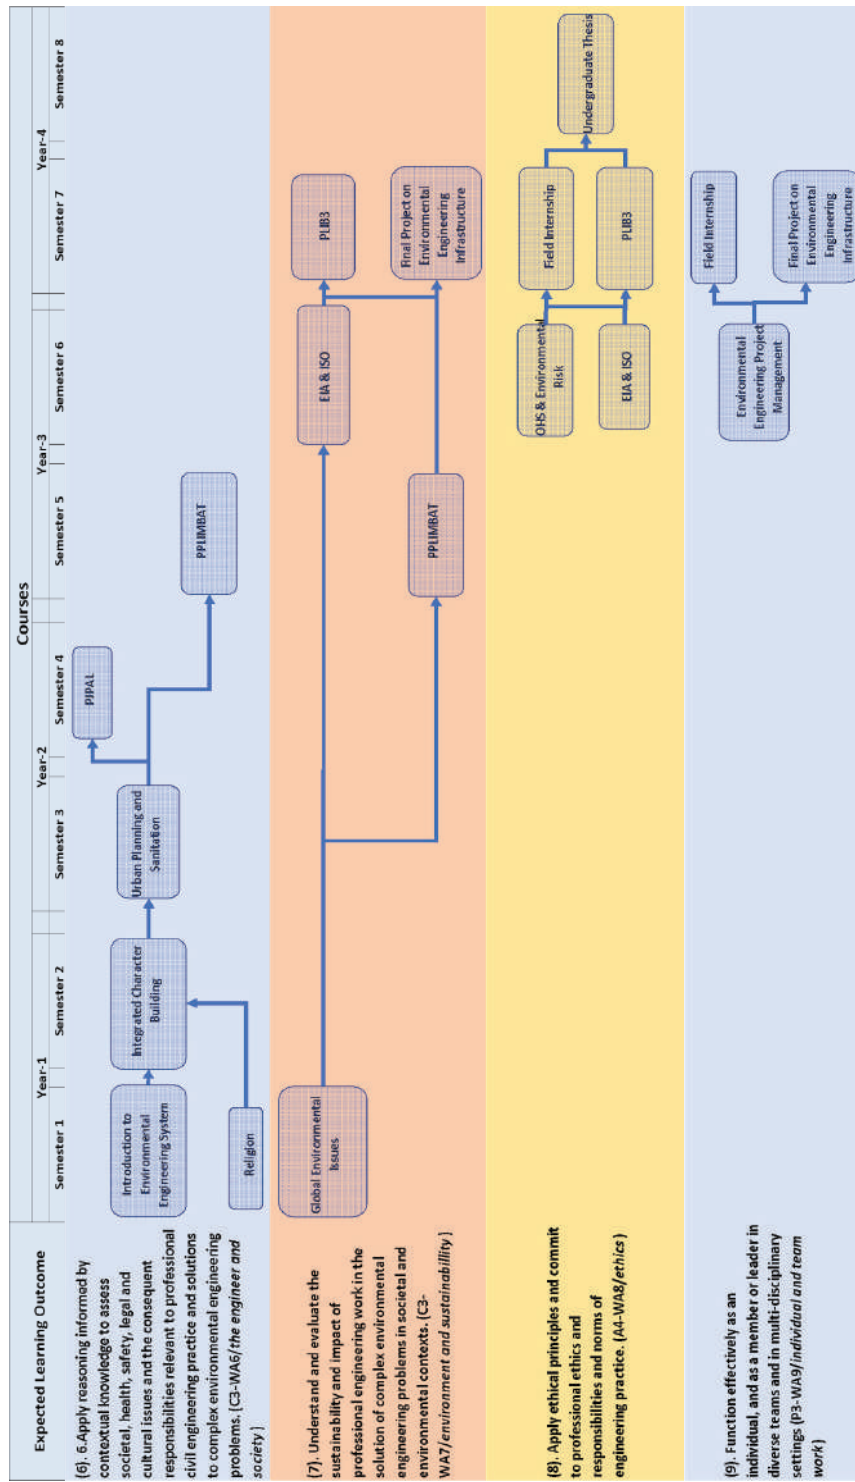 Expected Learning Outcome
Courses
Year-1
Year-2
Year-3
Year-4
Semester 1
Semester 2
Semester 3
Semester 4
Semester 5
Semester 6
Semester 7
Semester 8
(6). 6.Apply reasoning informed by
contextual knowledge to assess
societal, health, safety, legal and
cultural issues and the consequent
responsibilities relevant to professional
civil engineering practice and solutions
to complex environmental engineering
problems. (C3-WA6/the engineer and
society)
Introduction to
Environmental
Engineering System
Religion
Integrated Character
Building
Urban Planning and
Sanitation
PJPAL
PPLIMBAT
(7). Understand and evaluate the
sustainability and impact of
professional engineering work in the
solution of complex environmental
engineering problems in societal and
environmental contexts. (C3-
WA7/environment and sustainability)
Global Environmental
Issues
PPLIMBAT
EIA & ISO
PLIB3
Final Project on
Environmental
Engineering
Infrastructure
(8). Apply ethical principles and commit
to professional ethics and
responsibilities and norms of
engineering practice. (A4-WA8/ethics)
OHS & Environmental
Risk
EIA & ISO
Field Internship
PLIB3
Undergraduate Thesis
(9). Function effectively as an
individual, and as a member or leader in
diverse teams and in multi-disciplinary
settings (P3-WA9/individual and team
work)
Environmental
Engineering Project
Management
Field Internship
Final Project on
Environmental
Engineering
Infrastructure